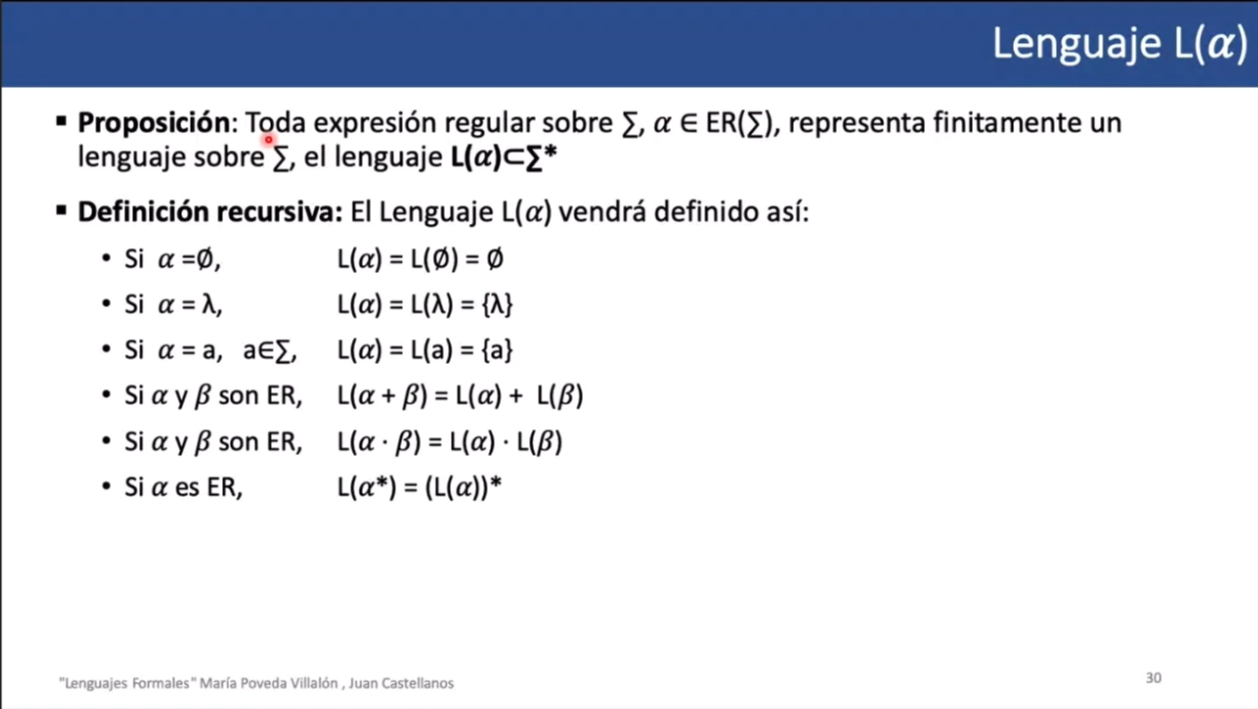 Lenguaje L(α)
▪ Proposición: Toda expresión regular sobre ∑, α ∈ ER(∑), representa finitamente un
lenguaje sobre ∑, el lenguaje L(α)⊂∑*
▪ Definición recursiva: El Lenguaje L(α) vendrá definido así:
• Si α =∅, L(α) = L(∅) = ∅
• Si α = λ, L(α) = L(λ) = {λ}
• Si α = a, a∈∑, L(α) = L(a) = {a}
• Si α y β son ER, L(α + β) = L(α) + L(β)
• Si α y β son ER, L(α · β) = L(α) · L(β)
• Si α es ER, L(α*) = (L(α))*
"Lenguajes Formales" María Poveda Villalón , Juan Castellanos
30